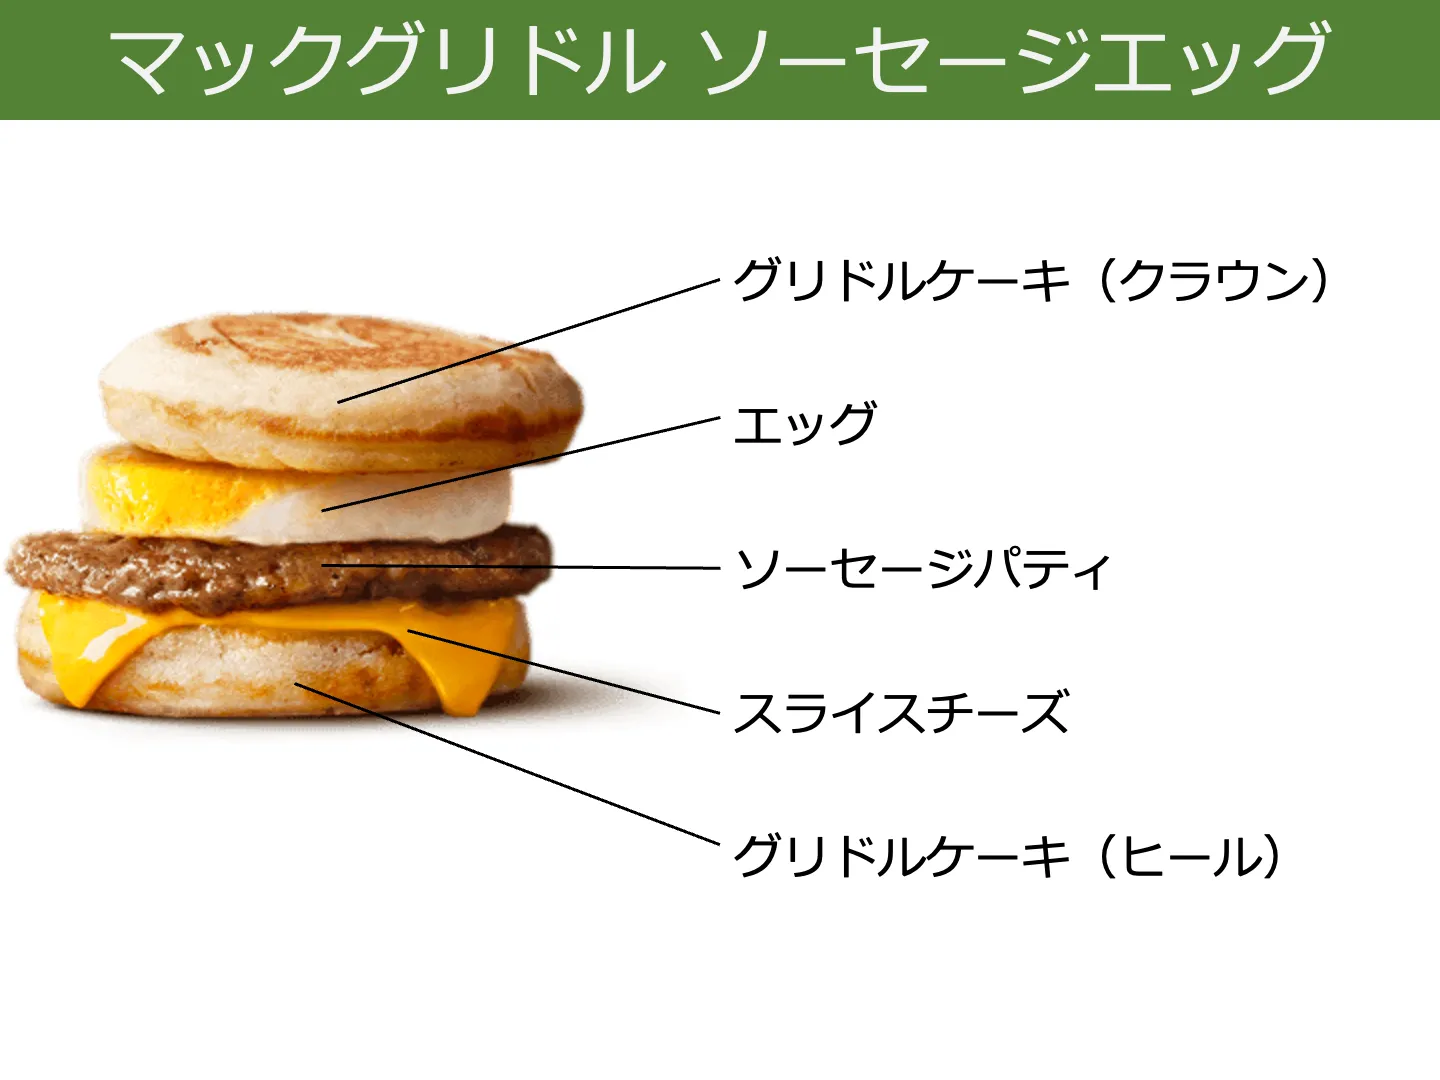 マックグリドル ソーセージエッグ
グリドルケーキ（クラウン）
エッグ
ソーセージパティ
スライスチーズ
グリドルケーキ（ヒール）